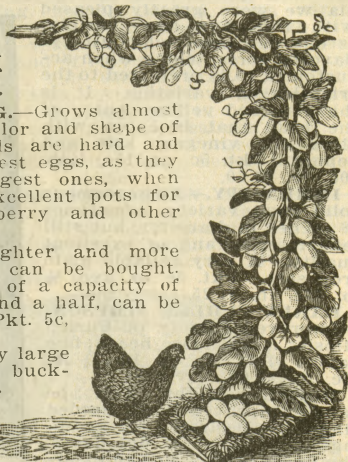 G.—Grows almost
lor and shape of
ls are hard and
est eggs, as they
gest ones, when
xcellent pots for
berry and other
ghter and more
can be bought.
of a capacity of
nd a half, can be
Pkt. 5c,
y large
buck-